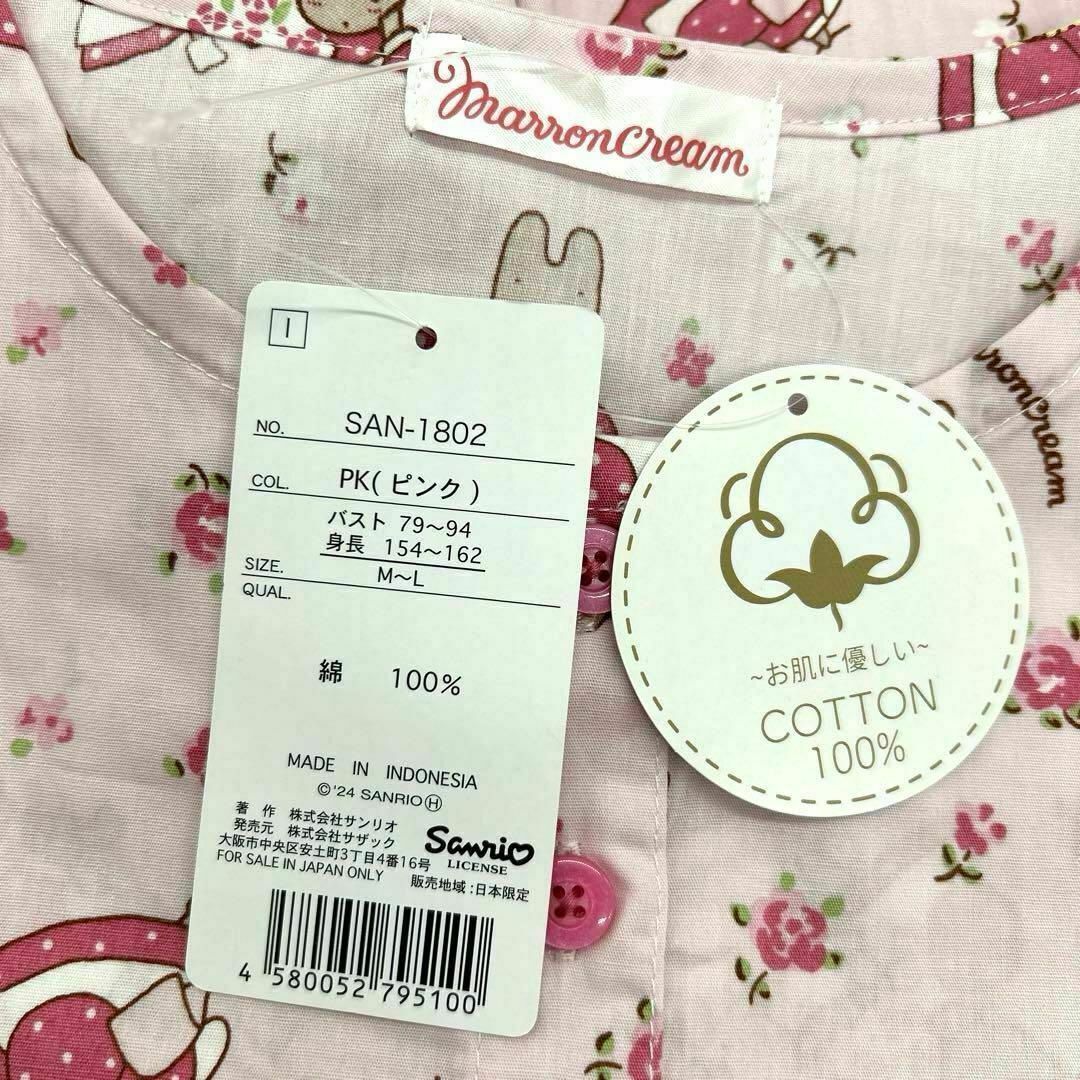 MarronCream
I
NO. SAN-1802
COL. PK(ピンク)
バスト 79〜94
身長 154〜162
SIZE. M〜L
QUAL.
綿 100%
MADE IN INDONESIA
©'24 SANRIO Ⓗ
著 作 株式会社サンリオ
発売元 株式会社サザック
大阪市中央区安土町3丁目4番16号
FOR SALE IN JAPAN ONLY
販売地域:日本限定
Sanrio
LICENSE
4 580052 795100
~お肌に優しい~
COTTON
100%
arronCream